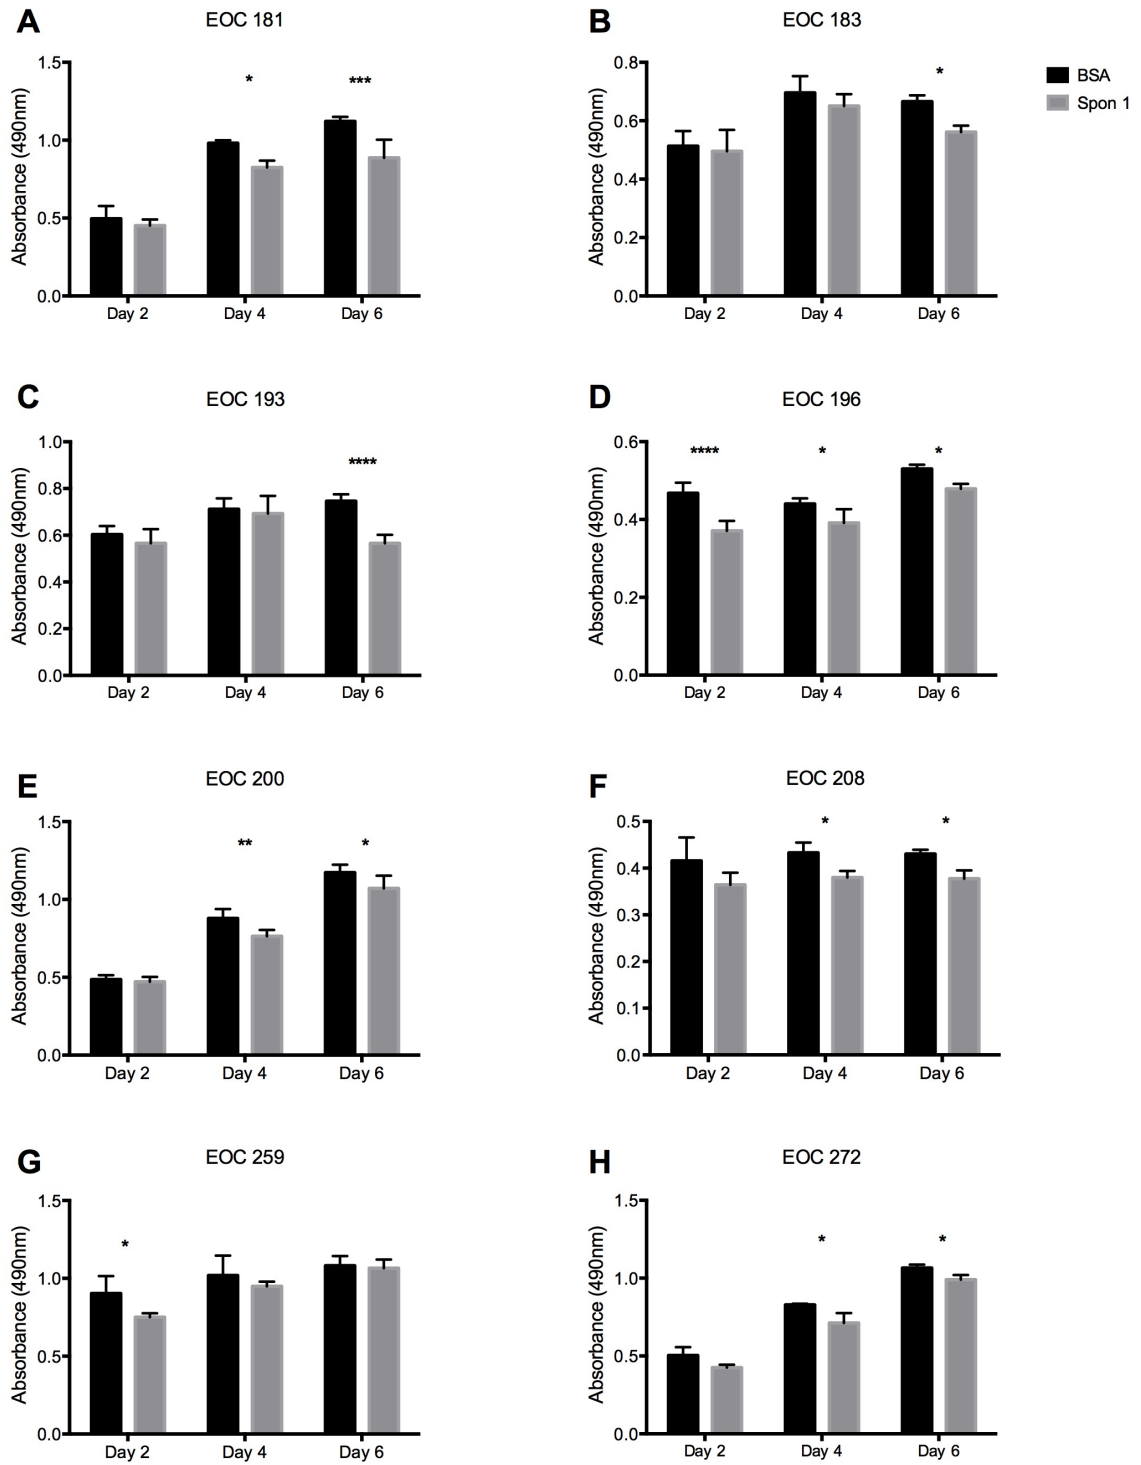 A
EOC 181
Absorbance (490nm)
1.5
1.0
0.5
0.0
*
***
Day 2
Day 4
Day 6
B
EOC 183
Absorbance (490nm)
0.8
0.6
0.4
0.2
0.0
*
Day 2
Day 4
Day 6
BSA
Spon 1
C
EOC 193
Absorbance (490nm)
1.0
0.8
0.6
0.4
0.2
0.0
****
Day 2
Day 4
Day 6
D
EOC 196
Absorbance (490nm)
0.6
0.4
0.2
0.0
****
*
*
Day 2
Day 4
Day 6
E
EOC 200
Absorbance (490nm)
1.5
1.0
0.5
0.0
**
*
Day 2
Day 4
Day 6
F
EOC 208
Absorbance (490nm)
0.5
0.4
0.3
0.2
0.1
0.0
*
*
Day 2
Day 4
Day 6
G
EOC 259
Absorbance (490nm)
1.5
1.0
0.5
0.0
*
Day 2
Day 4
Day 6
H
EOC 272
Absorbance (490nm)
1.5
1.0
0.5
0.0
*
*
Day 2
Day 4
Day 6